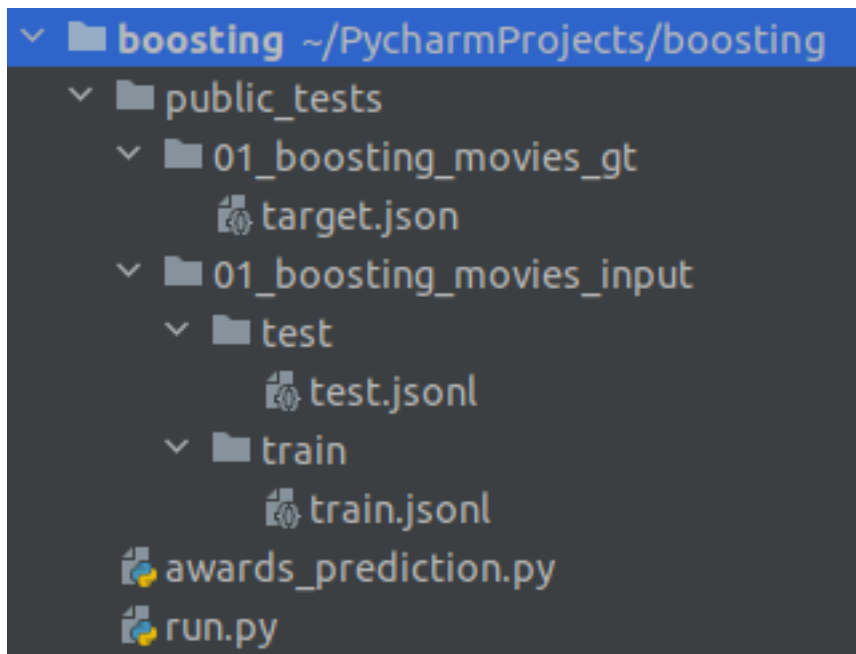 boosting ~/PycharmProjects/boosting
public_tests
01_boosting_movies_gt
target.json
01_boosting_movies_input
test
test.jsonl
train
train.jsonl
awards_prediction.py
run.py